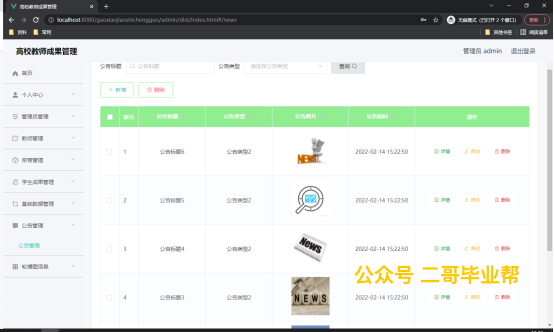 高校教师成果管理
localhost:8080/gaoxiaojiaoshichengguo/admin/dist/index.html#/news
无痕模式 (已打开 2 个窗口)
更新
资料
常用
其他书签
阅读清单
高校教师成果管理
管理员 admin
退出登录
首页
个人中心
管理员管理
教师管理
学生成果管理
基础数据管理
公告管理
公告管理
轮播图信息
公告标题
公告标题
公告类型
请选择公告类型
查询
+ 新增
删除
索引 公告标题 公告类型 公告图片 公告时间 操作
1 公告标题6 公告类型2 NEWS 2022-02-14 15:22:50 详情 修改 删除
2 公告标题5 公告类型2 2022-02-14 15:22:50 详情 修改 删除
3 公告标题4 公告类型2 News 2022-02-14 15:22:50 详情 修改 删除
4 公告标题3 公告类型2 NEWS 2022-02-14 15:22:50 详情 修改 删除
公众号 二哥毕业帮